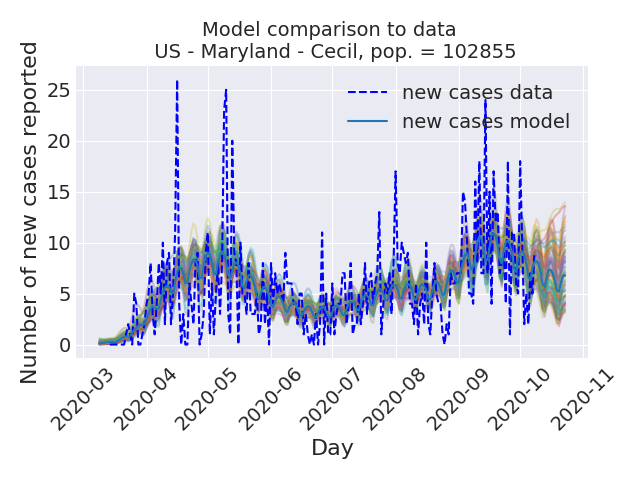 Model comparison to data
US - Maryland - Cecil, pop. = 102855
Number of new cases reported
25
20
15
10
5
0
new cases data
new cases model
2020-03
2020-04
2020-05
2020-06
2020-07
2020-08
2020-09
2020-10
2020-11
Day